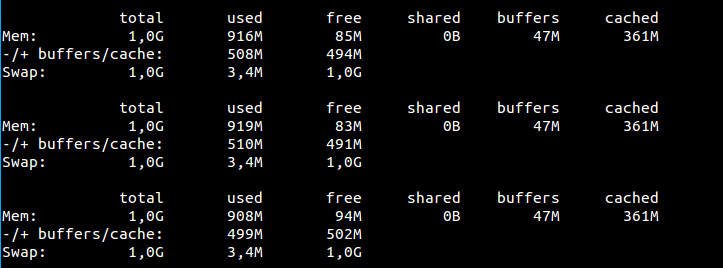 total used free shared buffers cached
Mem: 1,0G 916M 85M 0B 47M 361M
-/+ buffers/cache: 508M 494M
Swap: 1,0G 3,4M 1,0G
total used free shared buffers cached
Mem: 1,0G 919M 83M 0B 47M 361M
-/+ buffers/cache: 510M 491M
Swap: 1,0G 3,4M 1,0G
total used free shared buffers cached
Mem: 1,0G 908M 94M 0B 47M 361M
-/+ buffers/cache: 499M 502M
Swap: 1,0G 3,4M 1,0G